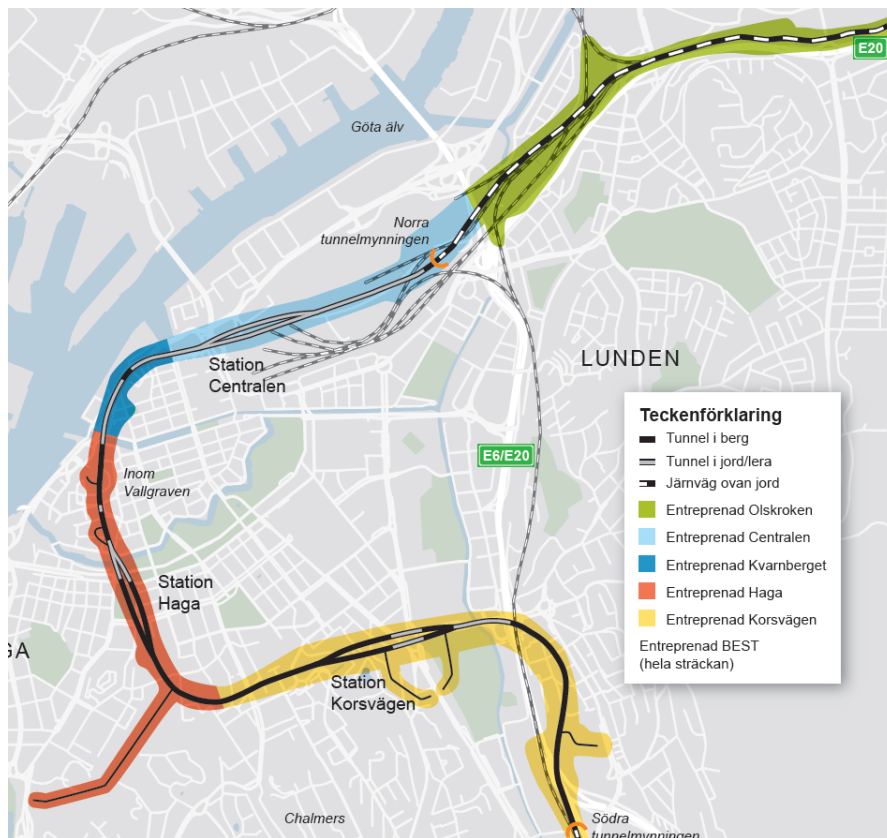 E20
Göta älv
Norra
tunnelmynningen
Station
Centralen
LUNDEN
Teckenförklaring
Tunnel i berg
Tunnel i jord/lera
Järnväg ovan jord
Entreprenad Olskroken
Entreprenad Centralen
Entreprenad Kvarnberget
Entreprenad Haga
Entreprenad Korsvägen
Entreprenad BEST
(hela sträckan)
E6/E20
Inom
Vallgraven
Station
Haga
GA
Station
Korsvägen
Chalmers
Södra
tunnelmynningen